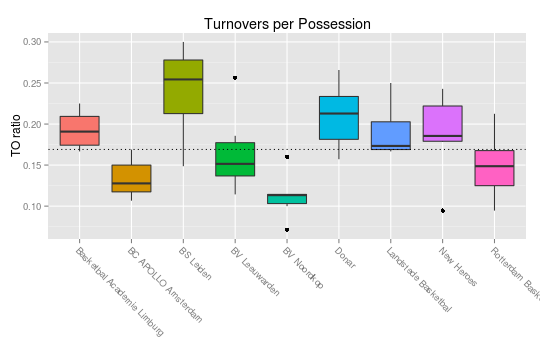 Turnovers per Possession
TO ratio
0.30
0.25
0.20
0.15
0.10
Basketbal Academie Limburg
BC APOLLO Amsterdam
BS Leiden
BV Leeuwarden
BV Noordkop
Donar
Landstede Basketbal
New Heroes
Rotterdam Bask